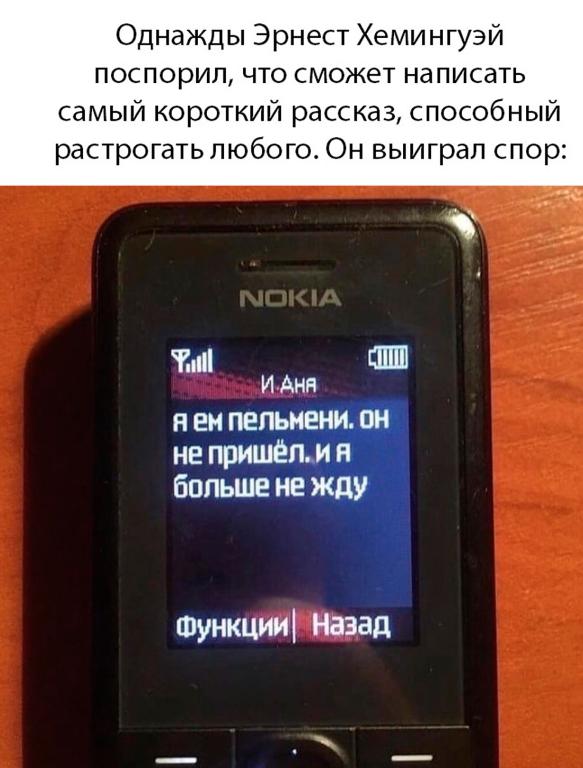 Однажды Эрнест Хемингуэй
поспорил, что сможет написать
самый короткий рассказ, способный
растрогать любого. Он выиграл спор:
NOKIA
И Аня
я ем пельмени. он
не пришёл. и я
больше не жду
Функции| Назад